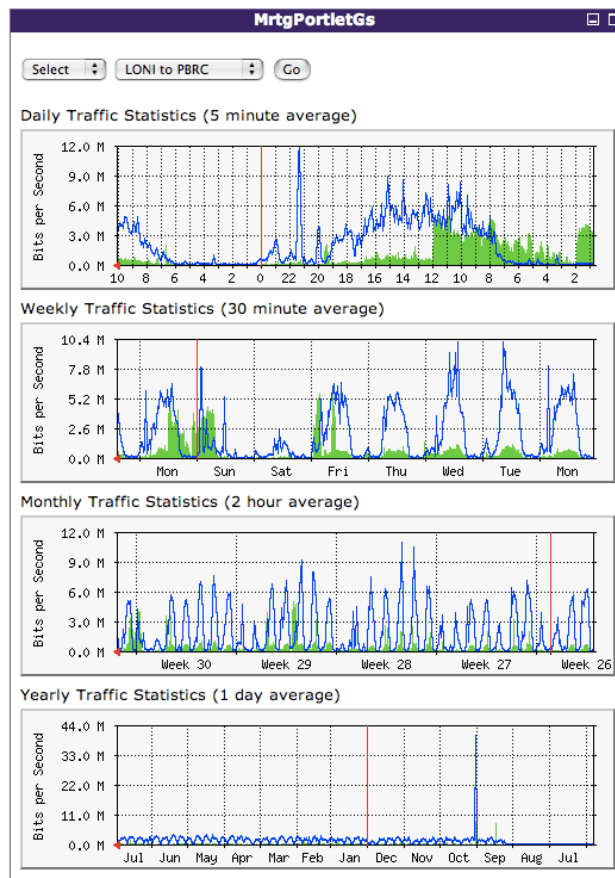 MrtgPortletGs
Select LONI to PBRC Go
Daily Traffic Statistics (5 minute average)
Bits per Second
12.0 M
9.0 M
6.0 M
3.0 M
0.0 M
10 8 6 4 2 0 22 20 18 16 14 12 10 8 6 4 2
Weekly Traffic Statistics (30 minute average)
Bits per Second
10.4 M
7.8 M
5.2 M
2.6 M
0.0 M
Mon Sun Sat Fri Thu Wed Tue Mon
Monthly Traffic Statistics (2 hour average)
Bits per Second
12.0 M
9.0 M
6.0 M
3.0 M
0.0 M
Week 30 Week 29 Week 28 Week 27 Week 26
Yearly Traffic Statistics (1 day average)
Bits per Second
44.0 M
33.0 M
22.0 M
11.0 M
0.0 M
Jul Jun May Apr Mar Feb Jan Dec Nov Oct Sep Aug Jul